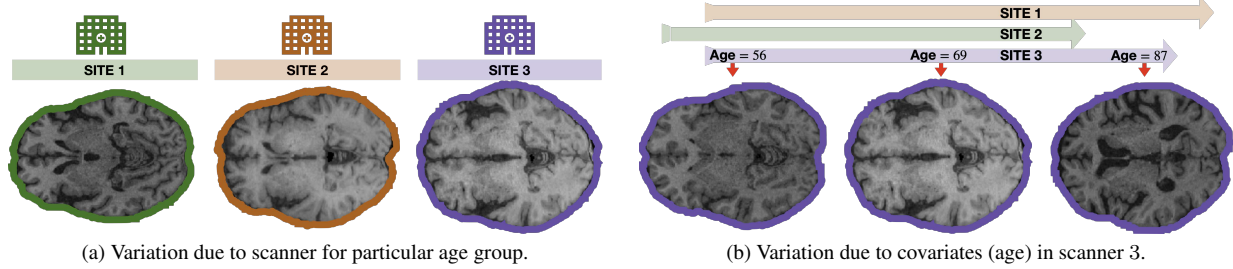 SITE 1
SITE 2
SITE 3
(a) Variation due to scanner for particular age group.
SITE 1
SITE 2
Age = 56
Age = 69
SITE 3
Age = 87
(b) Variation due to covariates (age) in scanner 3.